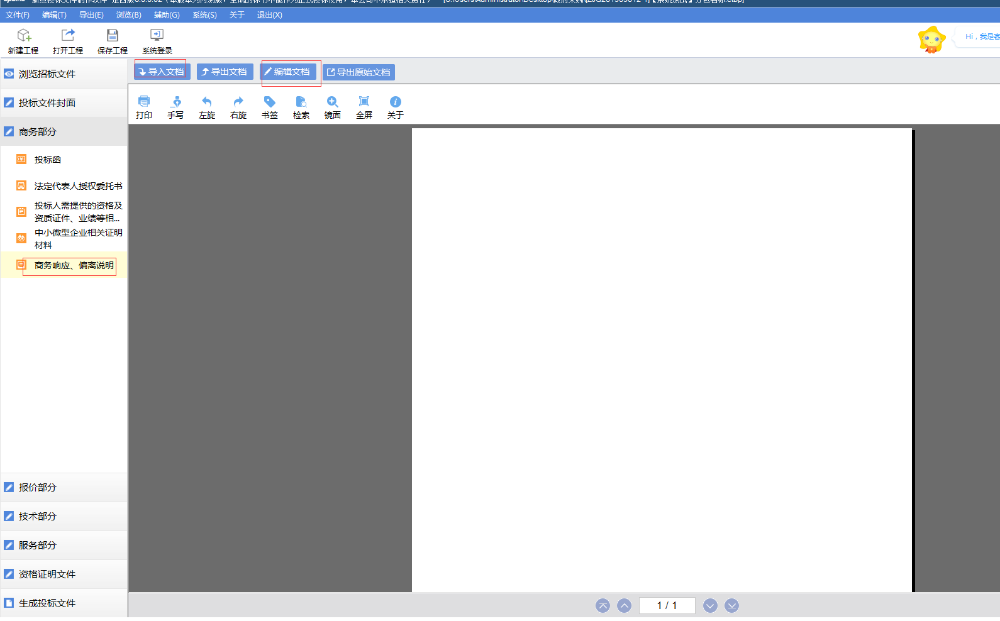 文件(F) 编辑(T) 导出(E) 浏览(B) 辅助(G) 系统(S) 关于 退出(X)
新建工程 打开工程 保存工程 系统登录
Hi，我是客
浏览招标文件
投标文件封面
商务部分
投标函
法定代表人授权委托书
投标人需提供的资格及
资质证件、业绩等相...
中小微型企业相关证明
材料
商务响应、偏离说明
报价部分
技术部分
服务部分
资格证明文件
生成投标文件
导入文档 导出文档 编辑文档 导出原始文档
打印 手写 左旋 右旋 书签 检索 镜面 全屏 关于
1 / 1